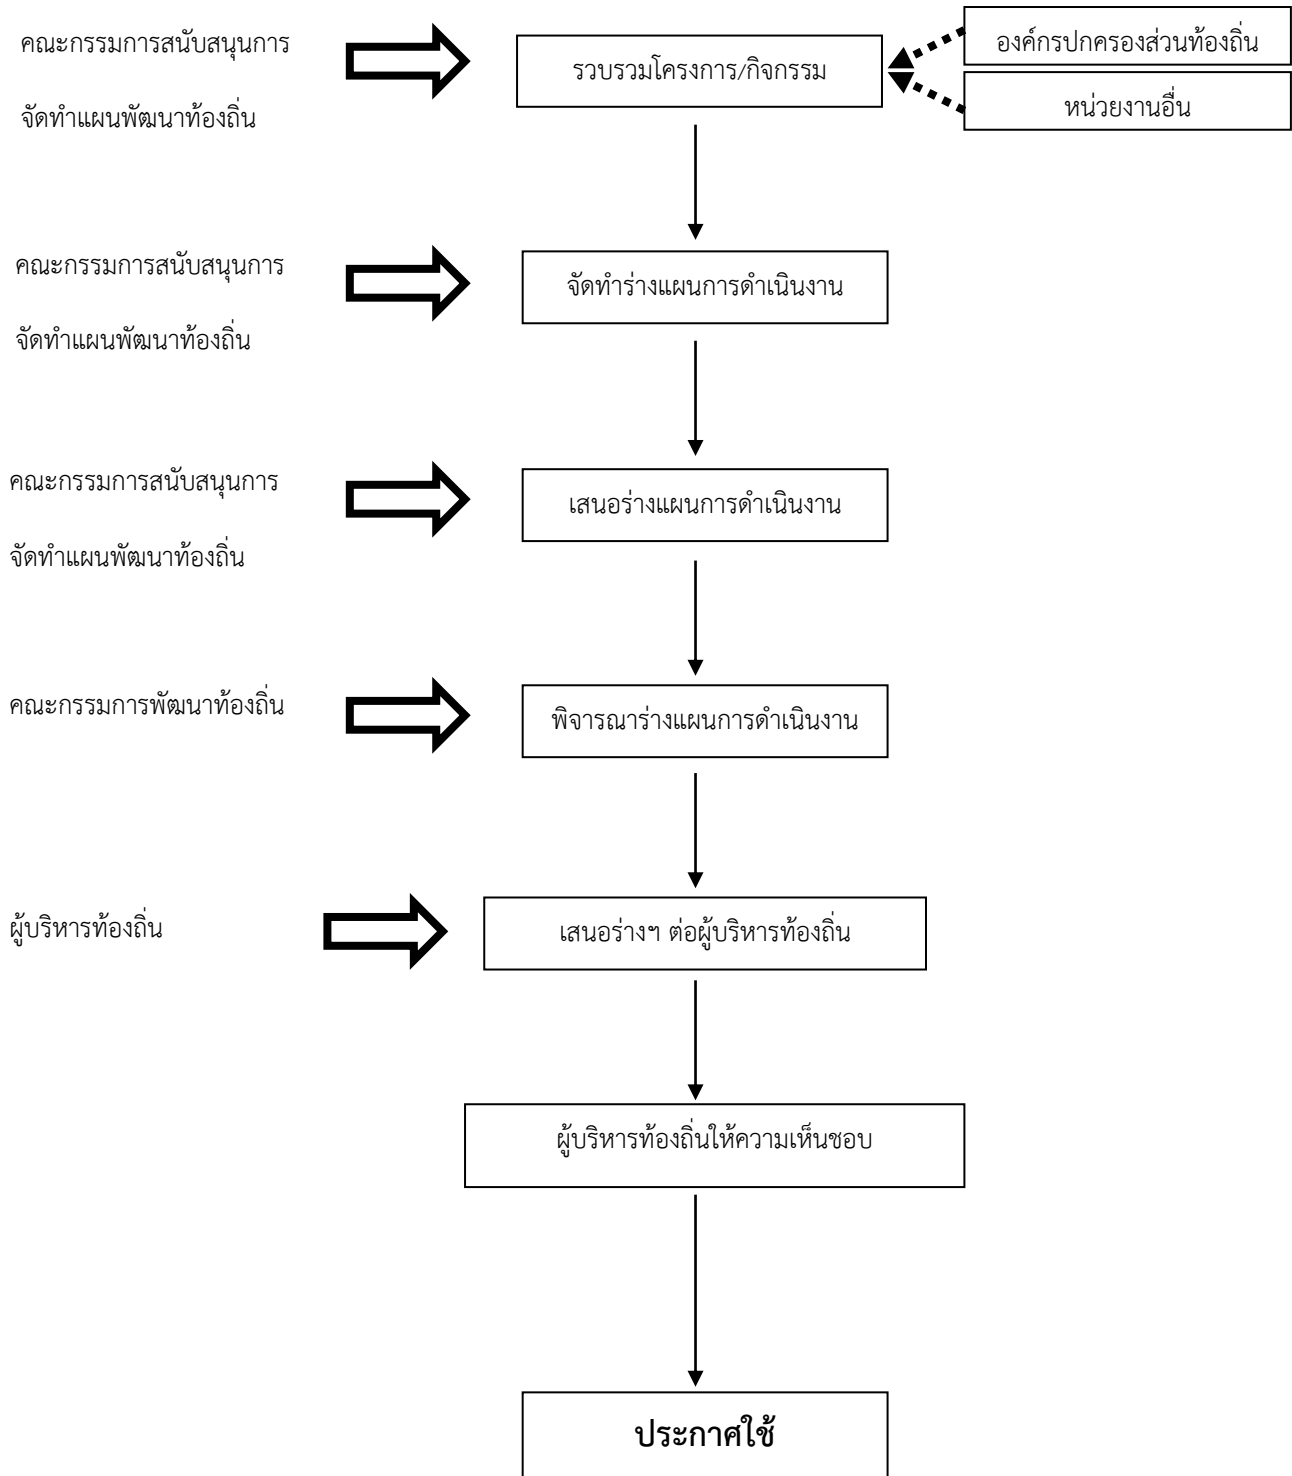 คณะกรรมการสนับสนุนการ
จัดทำแผนพัฒนาท้องถิ่น
รวบรวมโครงการ/กิจกรรม
องค์กรปกครองส่วนท้องถิ่น
หน่วยงานอื่น
คณะกรรมการสนับสนุนการ
จัดทำแผนพัฒนาท้องถิ่น
จัดทำร่างแผนการดำเนินงาน
คณะกรรมการสนับสนุนการ
จัดทำแผนพัฒนาท้องถิ่น
เสนอร่างแผนการดำเนินงาน
คณะกรรมการพัฒนาท้องถิ่น
พิจารณาร่างแผนการดำเนินงาน
ผู้บริหารท้องถิ่น
เสนอร่างฯ ต่อผู้บริหารท้องถิ่น
ผู้บริหารท้องถิ่นให้ความเห็นชอบ
ประกาศใช้